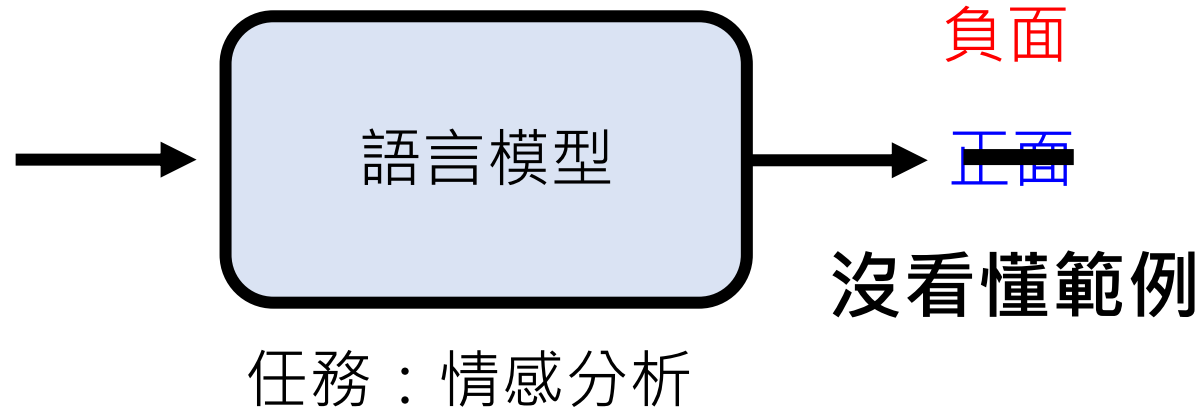 負面
語言模型
正面
沒看懂範例
任務：情感分析